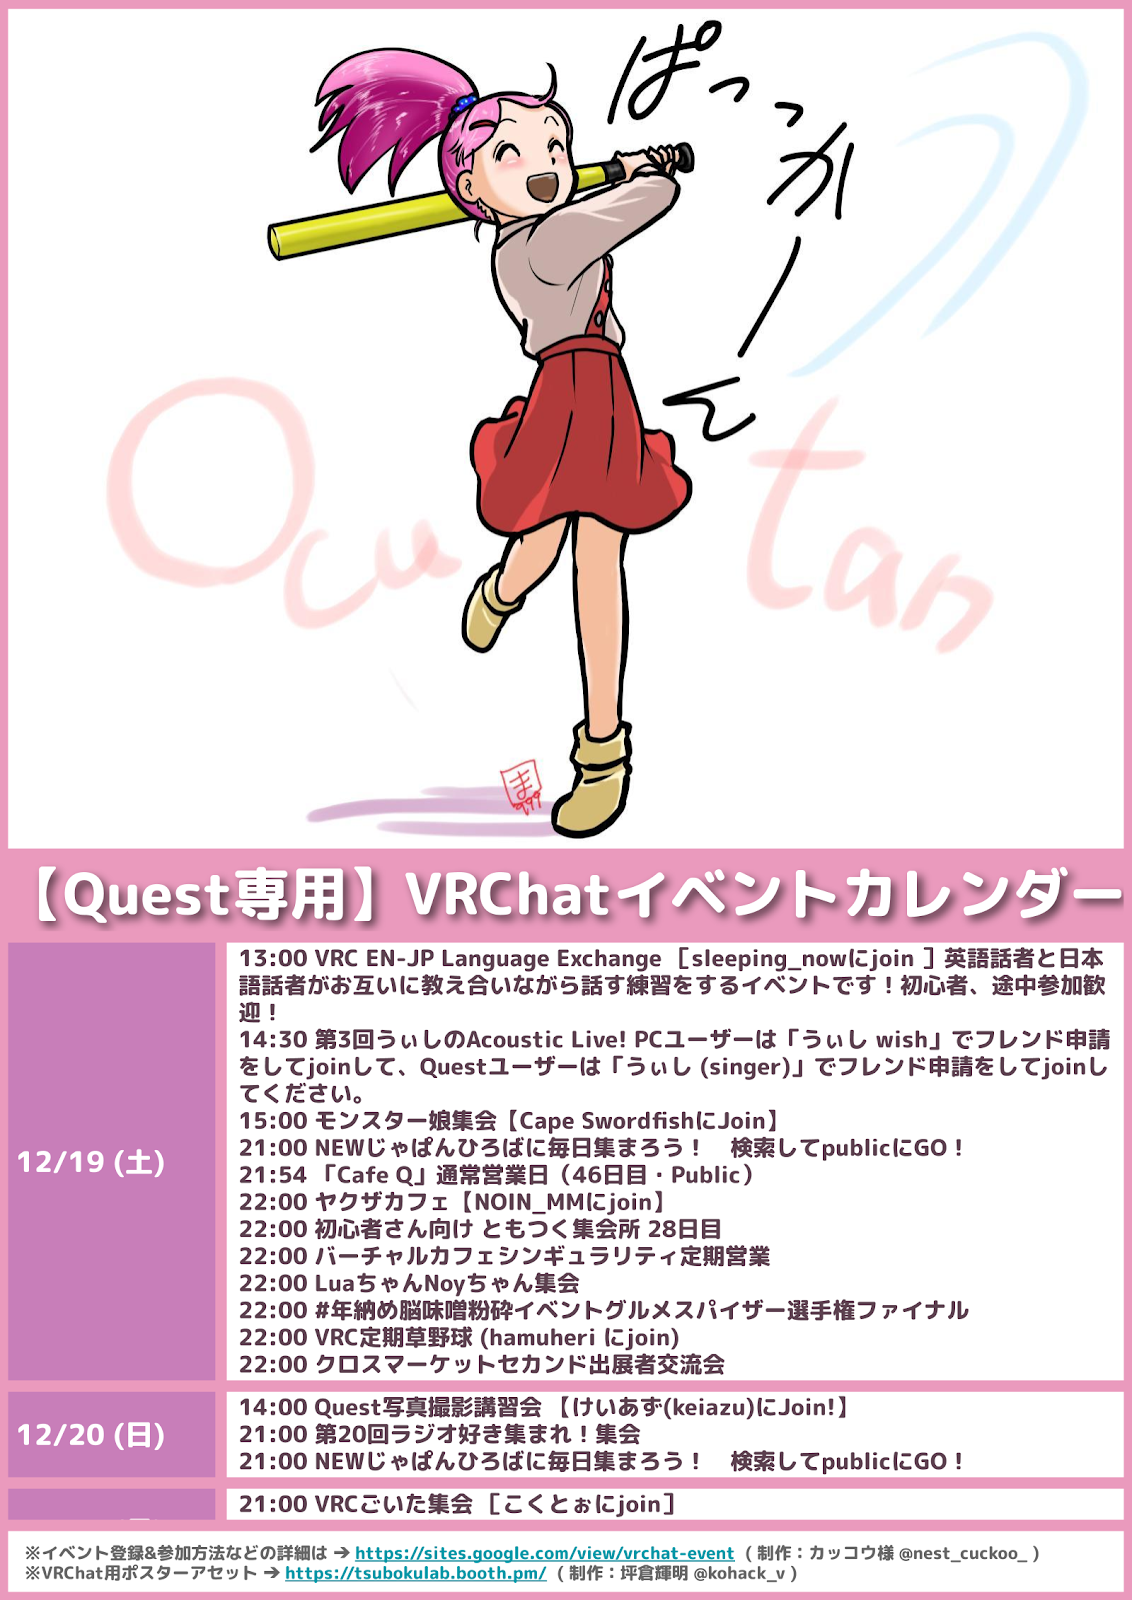 ぱっっかーん
Ocutan
ま
999
【Quest専用】VRChatイベントカレンダー
12/19 (土)
13:00 VRC EN-JP Language Exchange ［sleeping_nowにjoin ］英語話者と日本
語話者がお互いに教え合いながら話す練習をするイベントです！初心者、途中参加歓
迎！
14:30 第3回うぃしのAcoustic Live! PCユーザーは「うぃし wish」でフレンド申請
をしてjoinして、Questユーザーは「うぃし (singer)」でフレンド申請をしてjoinし
てください。
15:00 モンスター娘集会【Cape SwordfishにJoin】
21:00 NEWじゃぱんひろばに毎日集まろう！　検索してpublicにGO！
21:54 「Cafe Q」通常営業日（46日目・Public）
22:00 ヤクザカフェ【NOIN_MMにjoin】
22:00 初心者さん向け ともつく集会所 28日目
22:00 バーチャルカフェシンギュラリティ定期営業
22:00 LuaちゃんNoyちゃん集会
22:00 #年納め脳味噌粉砕イベントグルメスパイザー選手権ファイナル
22:00 VRC定期草野球 (hamuheri にjoin)
22:00 クロスマーケットセカンド出展者交流会
12/20 (日)
14:00 Quest写真撮影講習会 【けいあず(keiazu)にJoin!】
21:00 第20回ラジオ好き集まれ！集会
21:00 NEWじゃぱんひろばに毎日集まろう！　検索してpublicにGO！
21:00 VRCごいた集会 ［こくとぉにjoin］
※イベント登録&参加方法などの詳細は ➔ https://sites.google.com/view/vrchat-event （ 制作：カッコウ様 @nest_cuckoo_ ）
※VRChat用ポスターアセット ➔ https://tsubokulab.booth.pm/ （ 制作：坪倉輝明 @kohack_v ）